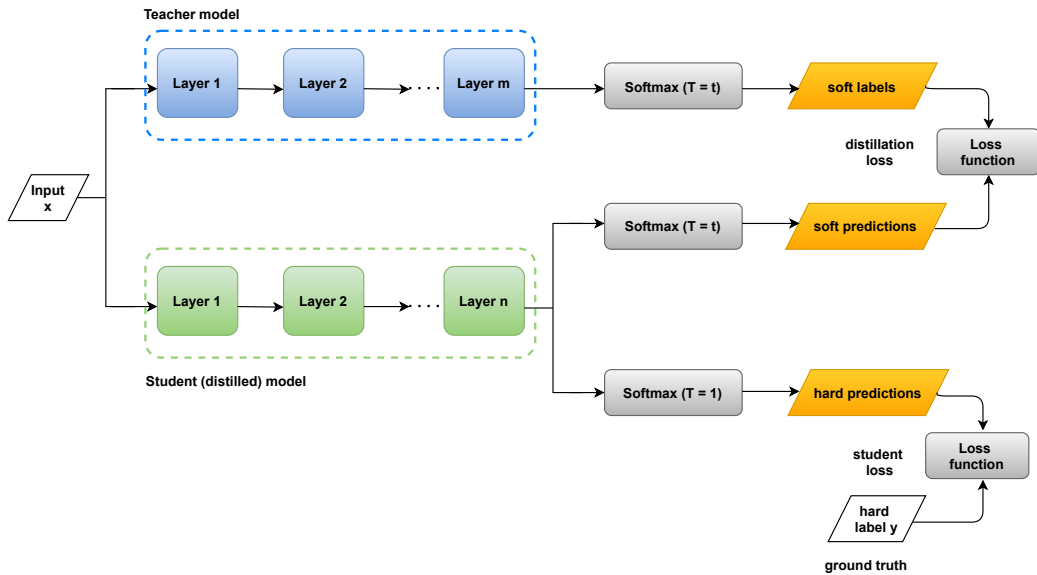 Teacher model
Layer 1
Layer 2
. . .
Layer m
Softmax (T = t)
soft labels
distillation
loss
Loss
function
Input
x
Softmax (T = t)
soft predictions
Layer 1
Layer 2
. . .
Layer n
Student (distilled) model
Softmax (T = 1)
hard predictions
student
loss
Loss
function
hard
label y
ground truth